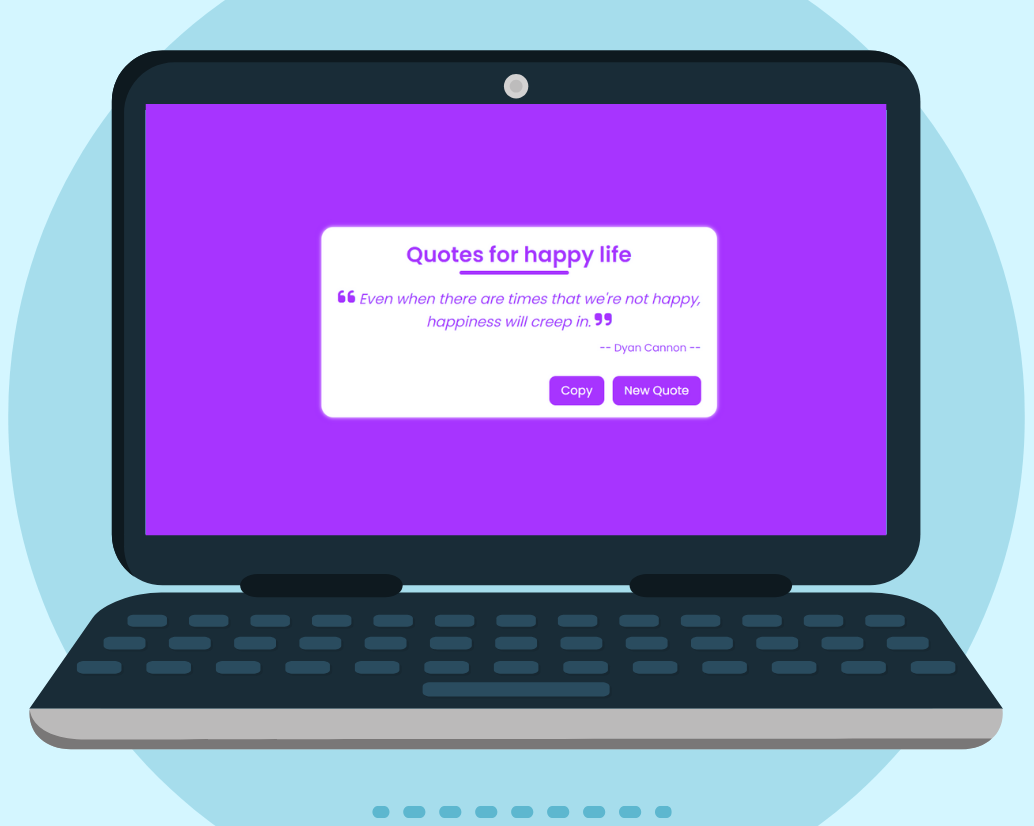 Quotes for happy life
❝ Even when there are times that we're not happy,
happiness will creep in. ❞
-- Dyan Cannon --
Copy New Quote